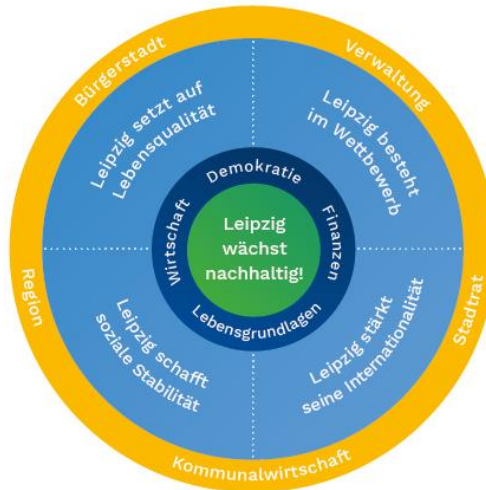 Bürgerstadt
Verwaltung
Leipzig setzt auf
Lebensqualität
Leipzig besteht
im Wettbewerb
Demokratie
Wirtschaft
Finanzen
Leipzig
wächst
nachhaltig!
Lebensgrundlagen
Region
Stadtrat
Leipzig schafft
soziale Stabilität
Leipzig stärkt
seine Internationalität
Kommunalwirtschaft